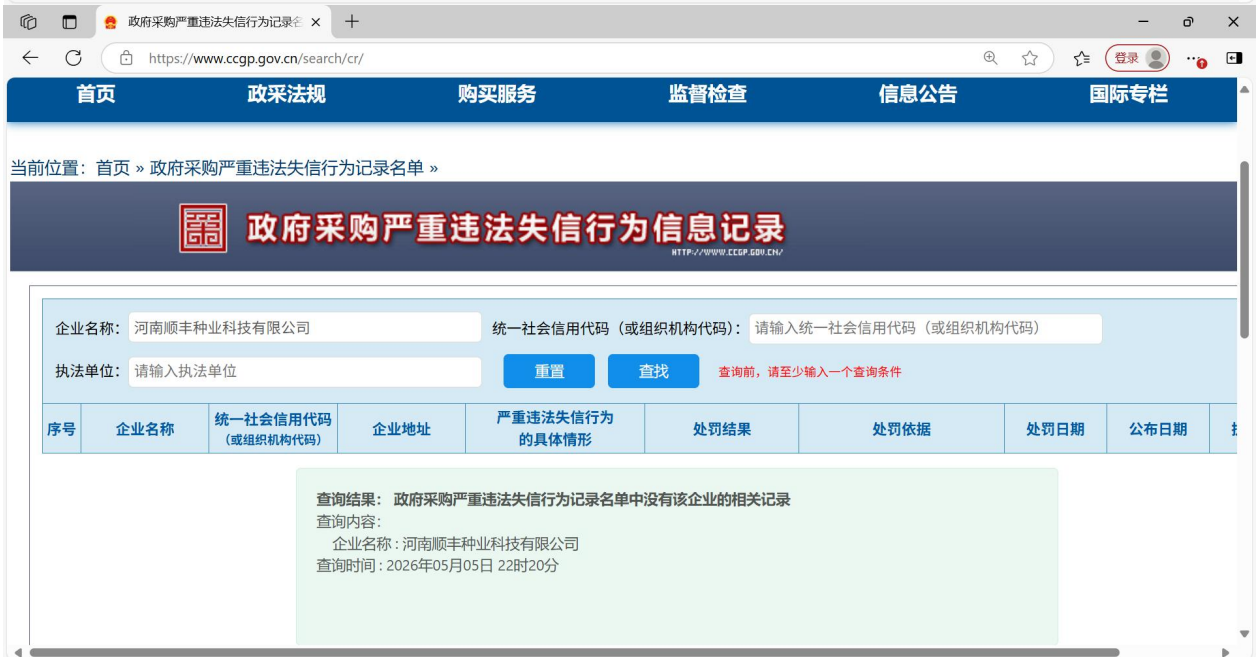 政府采购严重违法失信行为记录名
https://www.ccgp.gov.cn/search/cr/
登录
首页 政采法规 购买服务 监督检查 信息公告 国际专栏
当前位置：首页 » 政府采购严重违法失信行为记录名单 »
政府采购严重违法失信行为信息记录
HTTP://WWW.CCGP.GOV.CN/
企业名称： 河南顺丰种业科技有限公司 统一社会信用代码（或组织机构代码）： 请输入统一社会信用代码（或组织机构代码）
执法单位： 请输入执法单位 重置 查找 查询前，请至少输入一个查询条件
序号 企业名称 统一社会信用代码（或组织机构代码） 企业地址 严重违法失信行为的具体情形 处罚结果 处罚依据 处罚日期 公布日期
查询结果： 政府采购严重违法失信行为记录名单中没有该企业的相关记录
查询内容：
企业名称 : 河南顺丰种业科技有限公司
查询时间 : 2026年05月05日 22时20分